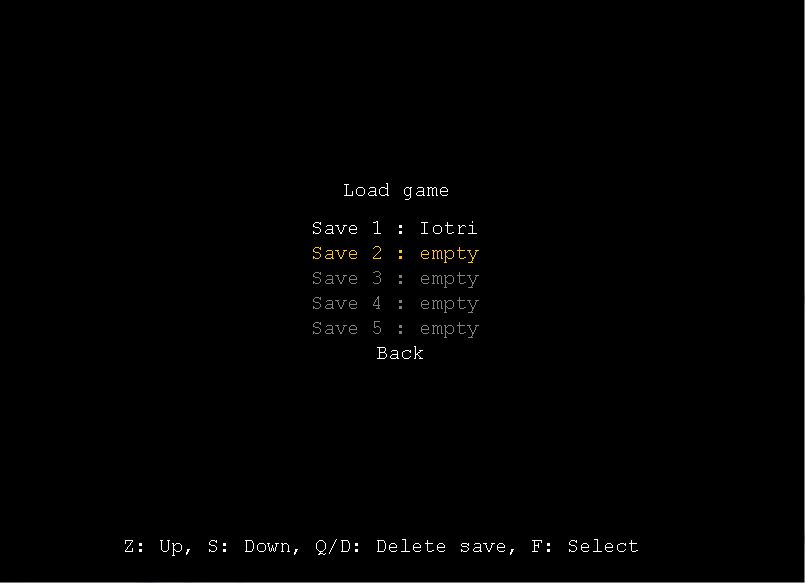 Load game
Save 1 : Iotri
Save 2 : empty
Save 3 : empty
Save 4 : empty
Save 5 : empty
Back
Z: Up, S: Down, Q/D: Delete save, F: Select